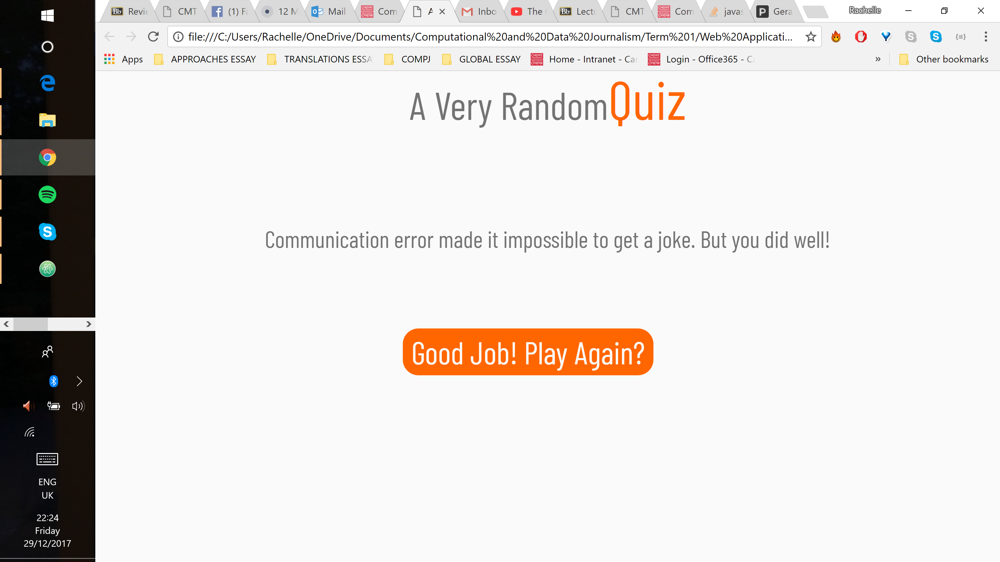 Revie
CMT
(1) Fa
12 M
Mail
Com
A
Inbo
The
Lectu
CMT
Com
javas
Gera
Rachelle
file:///C:/Users/Rachelle/OneDrive/Documents/Computational%20and%20Data%20Journalism/Term%201/Web%20Applicati...
Apps
APPROACHES ESSAY
TRANSLATIONS ESSA
COMPJ
GLOBAL ESSAY
Home - Intranet - Car
Login - Office365 - Ca
»
Other bookmarks
A Very RandomQuiz
Communication error made it impossible to get a joke. But you did well!
Good Job! Play Again?
ENG
UK
22:24
Friday
29/12/2017